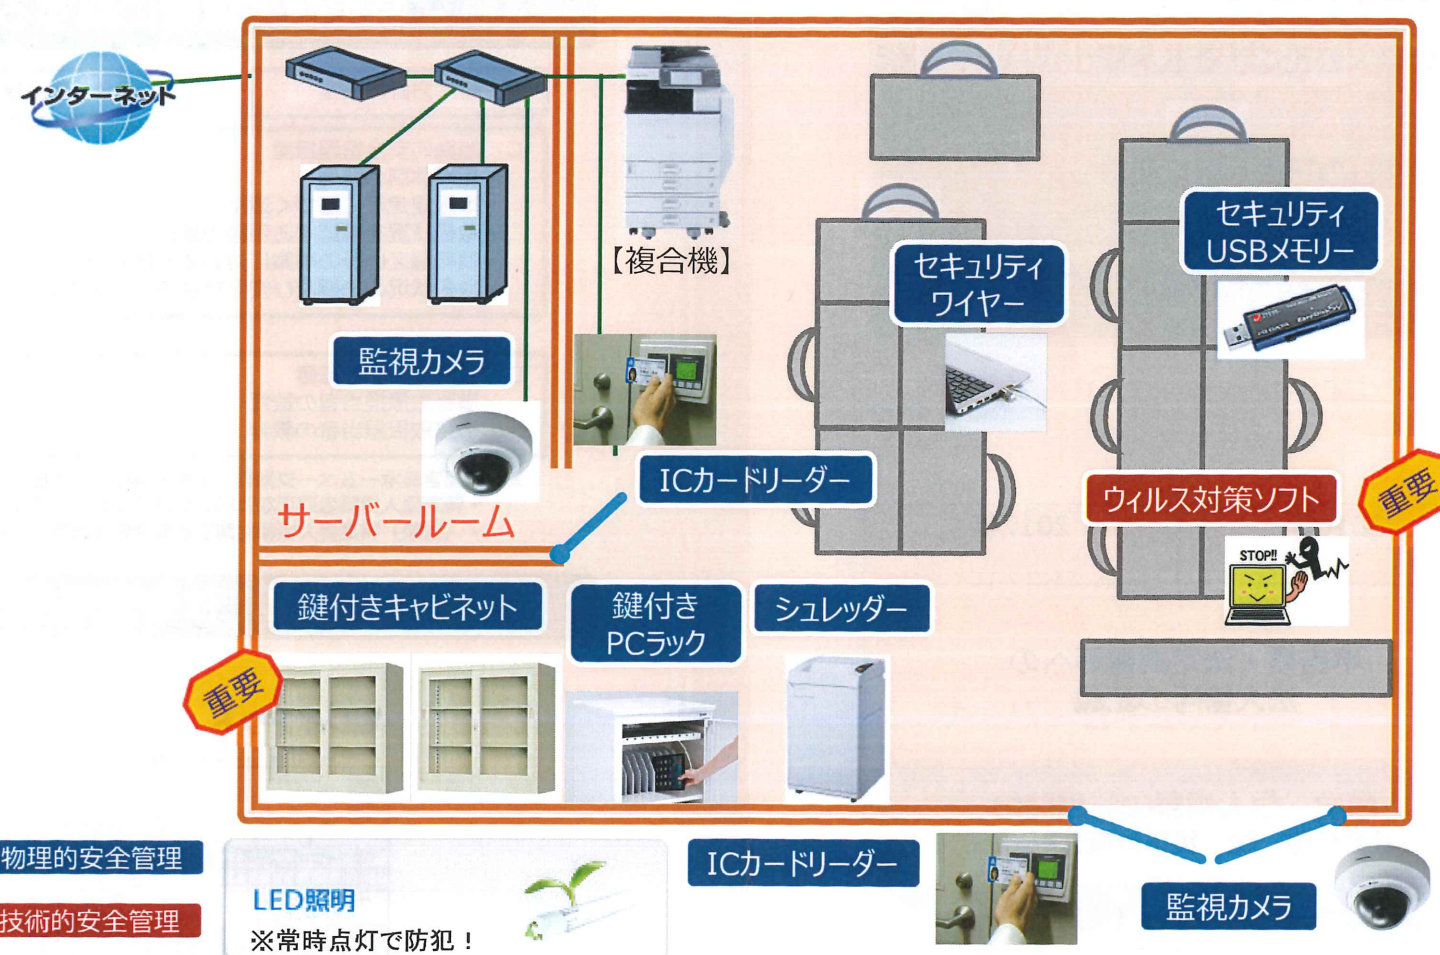 インターネット
【複合機】
セキュリティ
USBメモリー
セキュリティ
ワイヤー
監視カメラ
ICカードリーダー
ウィルス対策ソフト
重要
サーバールーム
STOP!!
鍵付きキャビネット
鍵付き
PCラック
シュレッダー
重要
物理的安全管理
技術的安全管理
LED照明
※常時点灯で防犯！
ICカードリーダー
監視カメラ